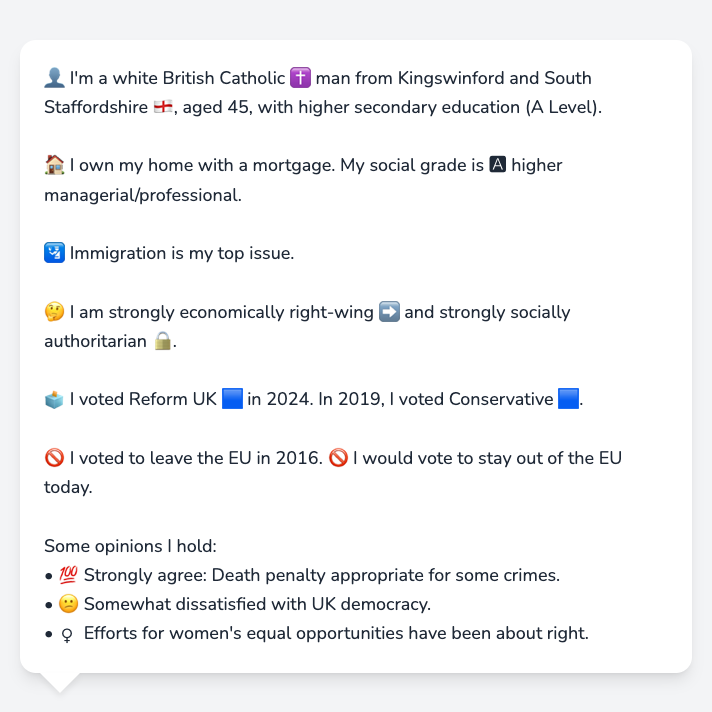 👤 I'm a white British Catholic ✝️ man from Kingswinford and South
Staffordshire 🏴󠁧󠁢󠁥󠁮󠁧󠁿, aged 45, with higher secondary education (A Level).
🏠 I own my home with a mortgage. My social grade is 🅰️ higher
managerial/professional.
🛂 Immigration is my top issue.
🤔 I am strongly economically right-wing ➡️ and strongly socially
authoritarian 🔒.
🗳️ I voted Reform UK 🟦 in 2024. In 2019, I voted Conservative 🟦.
🚫 I voted to leave the EU in 2016. 🚫 I would vote to stay out of the EU
today.
Some opinions I hold:
• 💯 Strongly agree: Death penalty appropriate for some crimes.
• 😕 Somewhat dissatisfied with UK democracy.
• ♀ Efforts for women's equal opportunities have been about right.